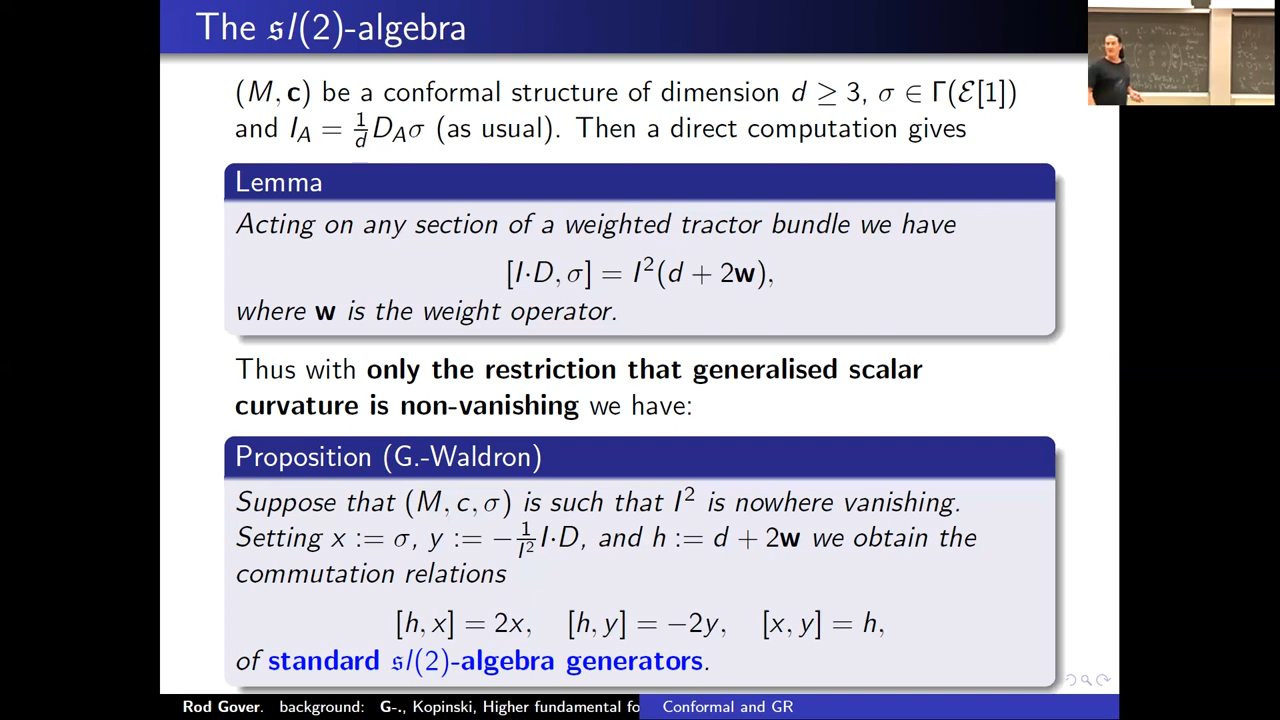 The 𝔰l(2)-algebra
(M, c) be a conformal structure of dimension d ≥ 3, σ ∈ Γ(ℰ[1])
and I_A = 1/d D_Aσ (as usual). Then a direct computation gives
Lemma
Acting on any section of a weighted tractor bundle we have
[I·D, σ] = I²(d + 2w),
where w is the weight operator.
Thus with only the restriction that generalised scalar
curvature is non-vanishing we have:
Proposition (G.-Waldron)
Suppose that (M, c, σ) is such that I² is nowhere vanishing.
Setting x := σ, y := −1/I² I·D, and h := d + 2w we obtain the
commutation relations
[h, x] = 2x, [h, y] = −2y, [x, y] = h,
of standard 𝔰l(2)-algebra generators.
Rod Gover. background: G-., Kopinski, Higher fundamental fo
Conformal and GR